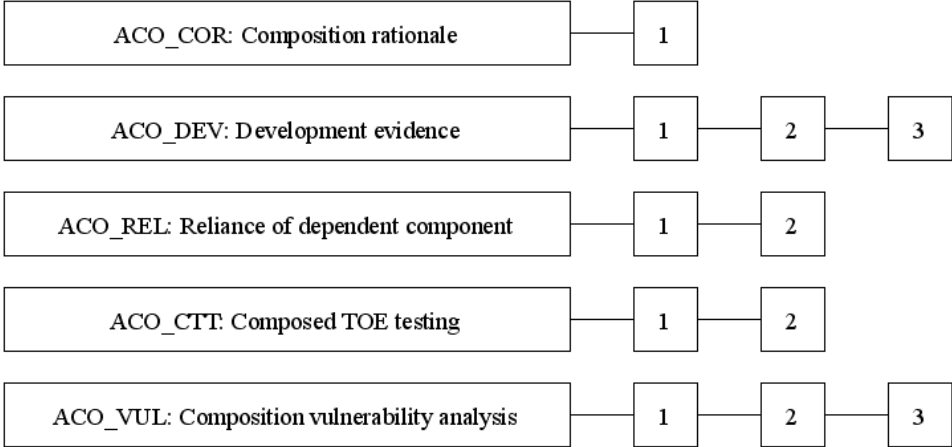 ACO_COR: Composition rationale 1
ACO_DEV: Development evidence 1 2 3
ACO_REL: Reliance of dependent component 1 2
ACO_CTT: Composed TOE testing 1 2
ACO_VUL: Composition vulnerability analysis 1 2 3